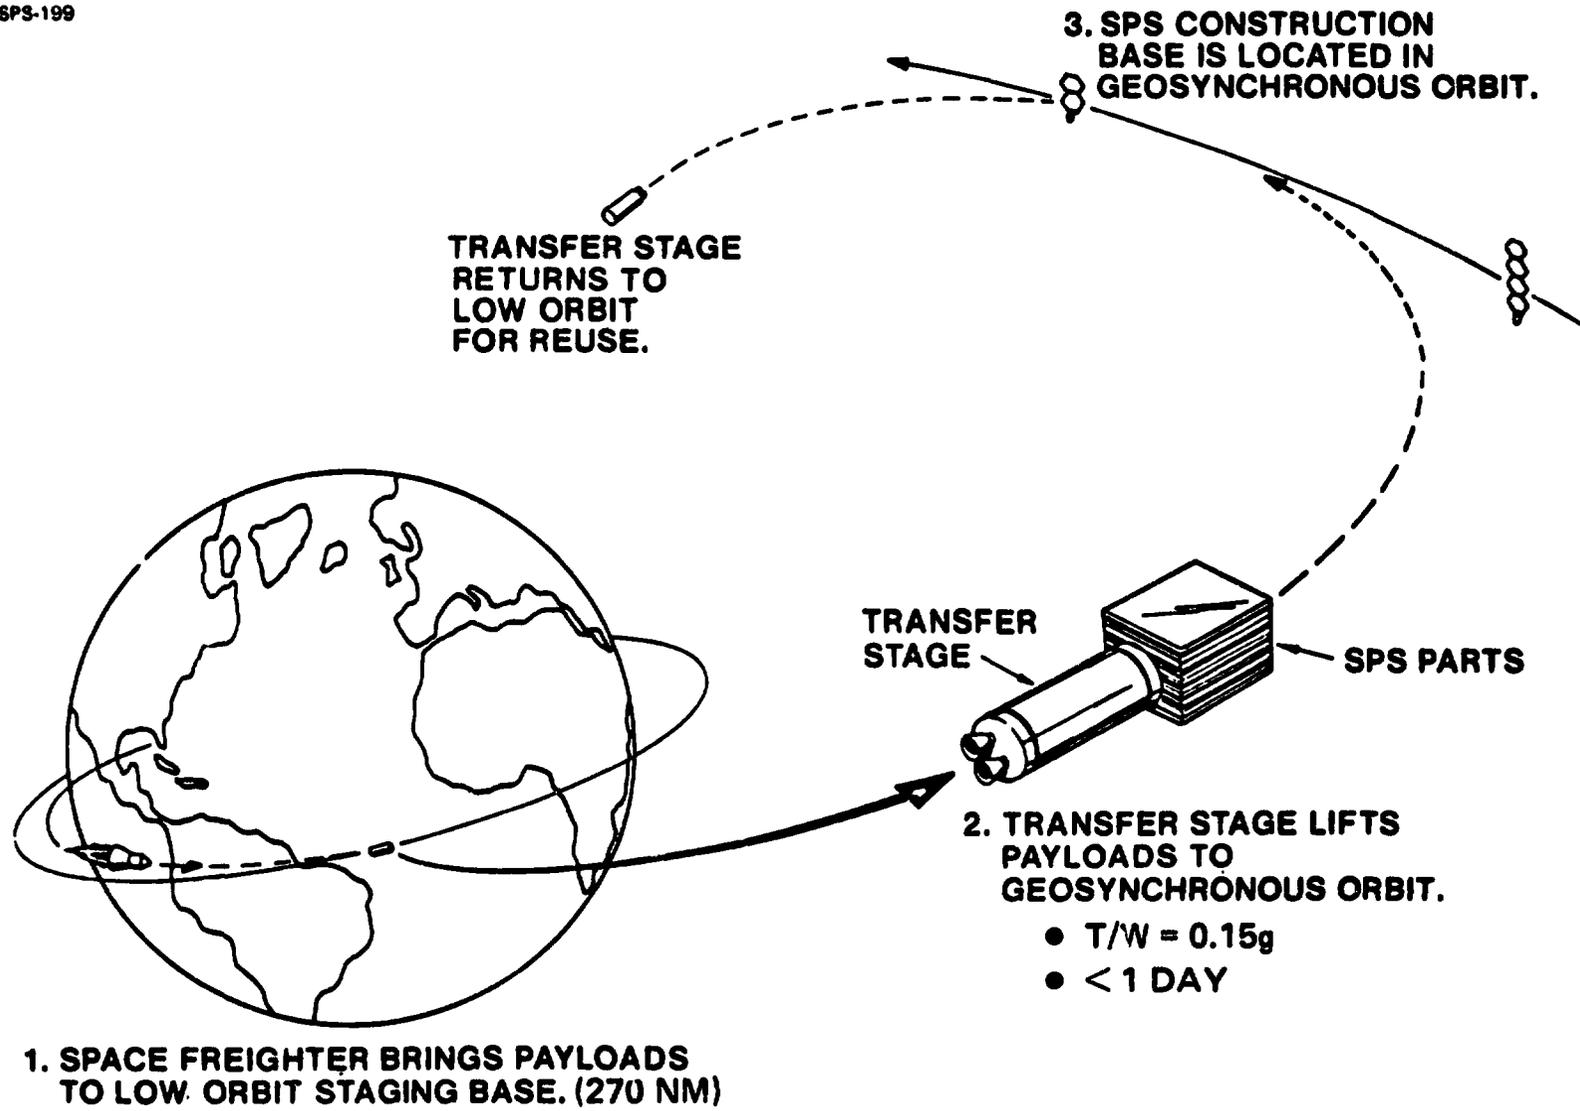 SPS-199
3. SPS CONSTRUCTION
BASE IS LOCATED IN
GEOSYNCHRONOUS ORBIT.
TRANSFER STAGE
RETURNS TO
LOW ORBIT
FOR REUSE.
TRANSFER
STAGE
SPS PARTS
2. TRANSFER STAGE LIFTS
PAYLOADS TO
GEOSYNCHRONOUS ORBIT.
● T/W = 0.15g
● < 1 DAY
1. SPACE FREIGHTER BRINGS PAYLOADS
TO LOW ORBIT STAGING BASE. (270 NM)